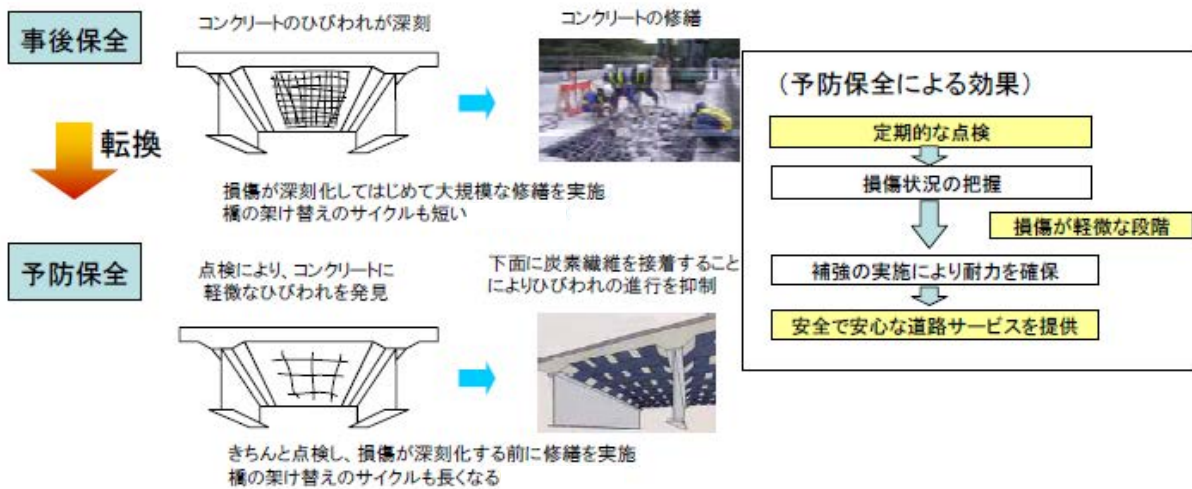 事後保全
コンクリートのひびわれが深刻
コンクリートの修繕
損傷が深刻化してはじめて大規模な修繕を実施
橋の架け替えのサイクルも短い
転換
予防保全
点検により、コンクリートに
軽微なひびわれを発見
下面に炭素繊維を接着すること
によりひびわれの進行を抑制
きちんと点検し、損傷が深刻化する前に修繕を実施
橋の架け替えのサイクルも長くなる
（予防保全による効果）
定期的な点検
損傷状況の把握
損傷が軽微な段階
補強の実施により耐力を確保
安全で安心な道路サービスを提供